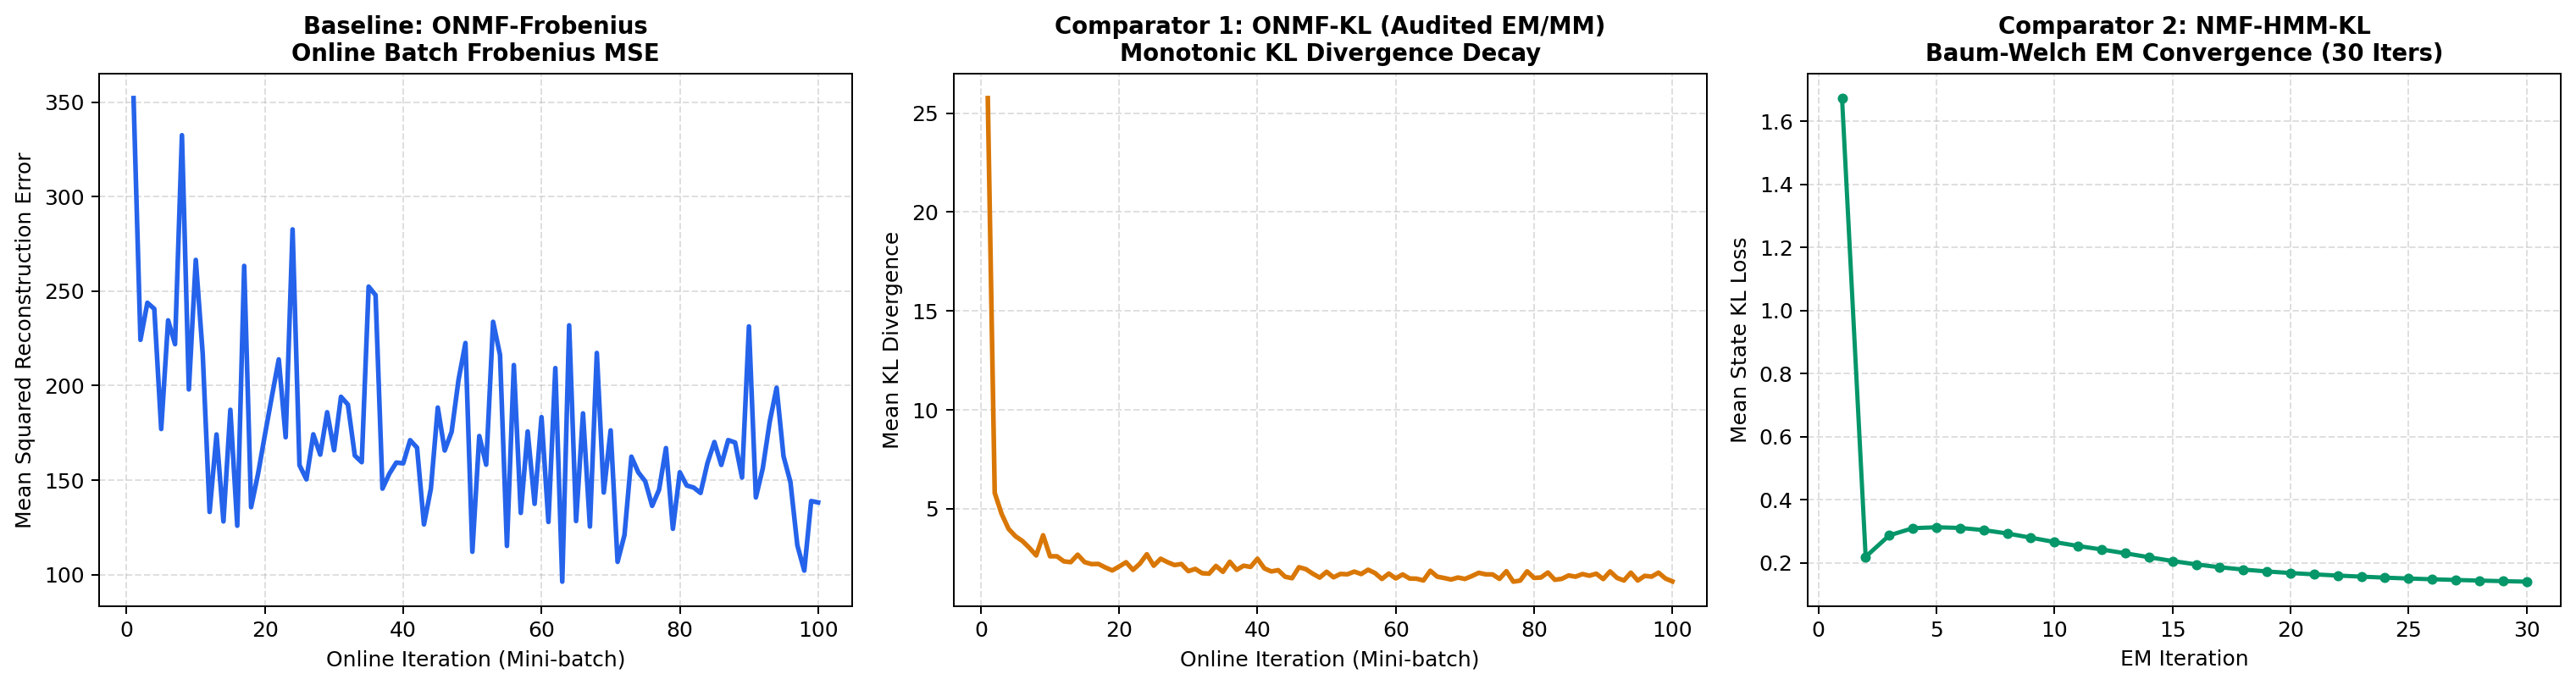 Baseline: ONMF-Frobenius
Online Batch Frobenius MSE
Mean Squared Reconstruction Error
350
300
250
200
150
100
0 20 40 60 80 100
Online Iteration (Mini-batch)
Comparator 1: ONMF-KL (Audited EM/MM)
Monotonic KL Divergence Decay
Mean KL Divergence
25
20
15
10
5
0 20 40 60 80 100
Online Iteration (Mini-batch)
Comparator 2: NMF-HMM-KL
Baum-Welch EM Convergence (30 Iters)
Mean State KL Loss
1.6
1.4
1.2
1.0
0.8
0.6
0.4
0.2
0 5 10 15 20 25 30
EM Iteration